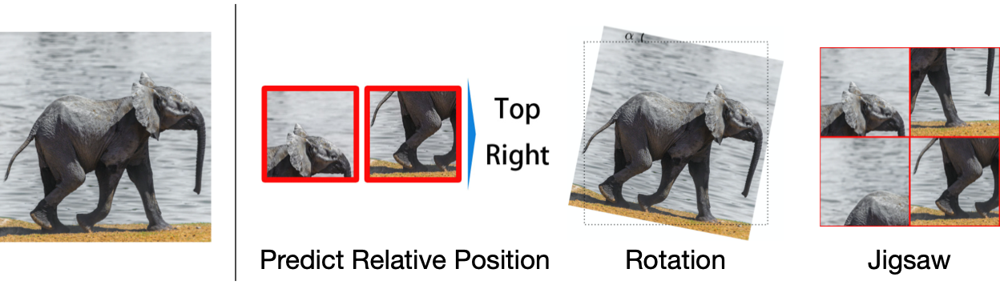 Top
Right
α
Predict Relative Position
Rotation
Jigsaw